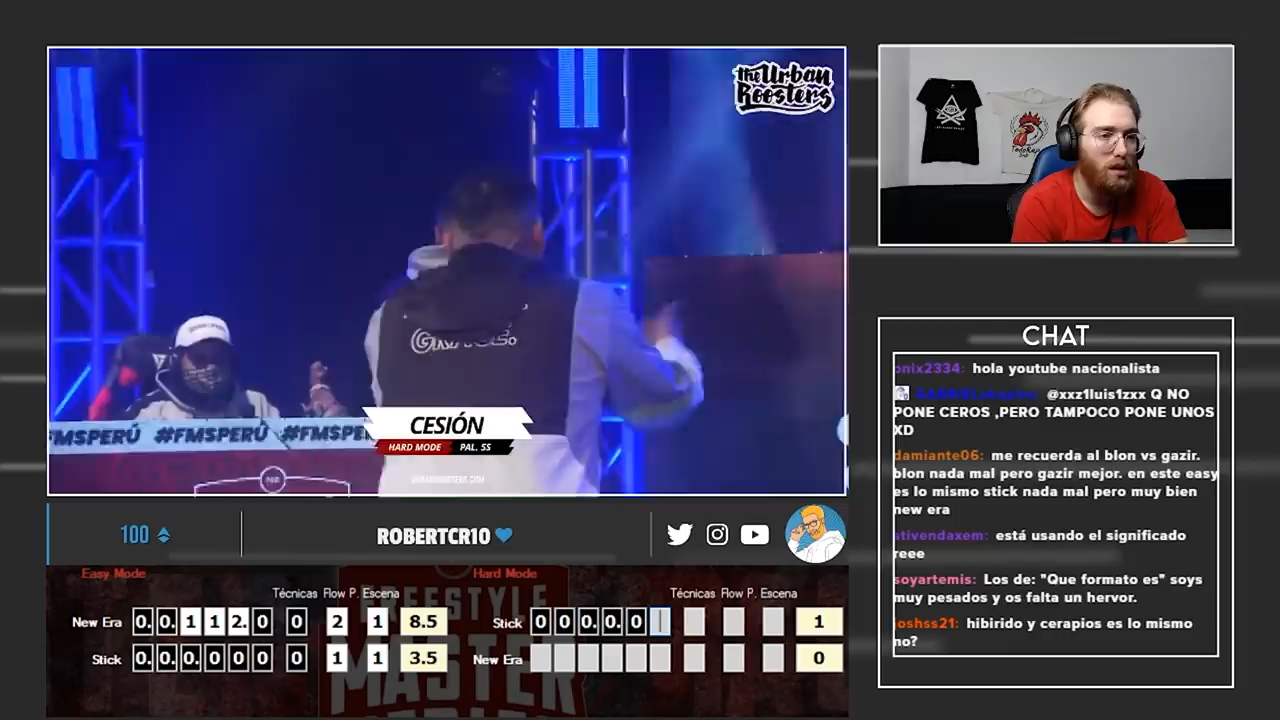 the Urban
Roosters
CESIÓN
HARD MODE PAL. 5S
FMSPERÚ #FMSPERÚ #FMSPE
CHAT
onix2334: hola youtube nacionalista
@xxz1luis1zxx Q NO
PONE CEROS ,PERO TAMPOCO PONE UNOS
XD
damiante06: me recuerda al blon vs gazir.
blon nada mal pero gazir mejor. en este easy
es lo mismo stick nada mal pero muy bien
new era
stivendaxem: está usando el significado
reee
soyartemis: Los de: "Que formato es" soys
muy pesados y os falta un hervor.
joshss21: hibirido y cerapios es lo mismo
no?
100 ROBERTCR10
Easy Mode Hard Mode
Técnicas Flow P. Escena Técnicas Flow P. Escena
New Era 0. 0. 1 1 2. 0 0 2 1 8.5 Stick 0 0 0. 0. 0 1
Stick 0. 0. 0. 0 0 0 0 1 1 3.5 New Era 0
FREESTYLE
MASTER